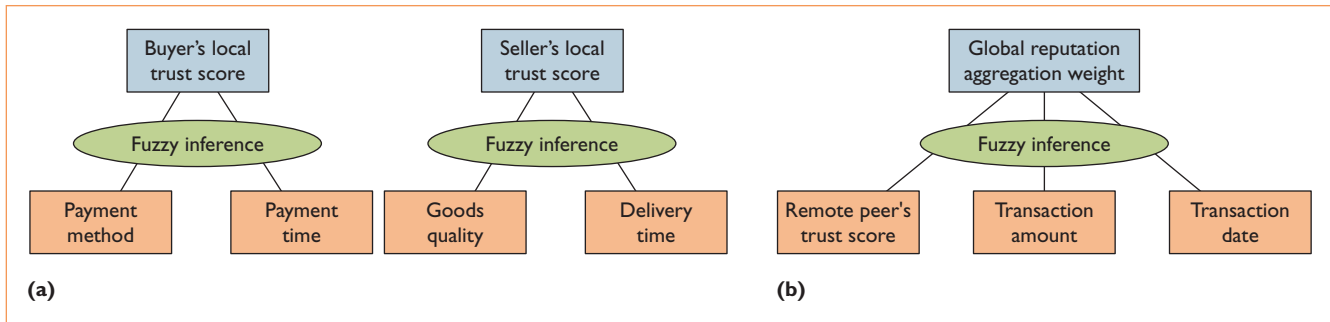 Buyer’s local
trust score
Fuzzy inference
Payment
method
Payment
time
Seller’s local
trust score
Fuzzy inference
Goods
quality
Delivery
time
(a)
Global reputation
aggregation weight
Fuzzy inference
Remote peer's
trust score
Transaction
amount
Transaction
date
(b)